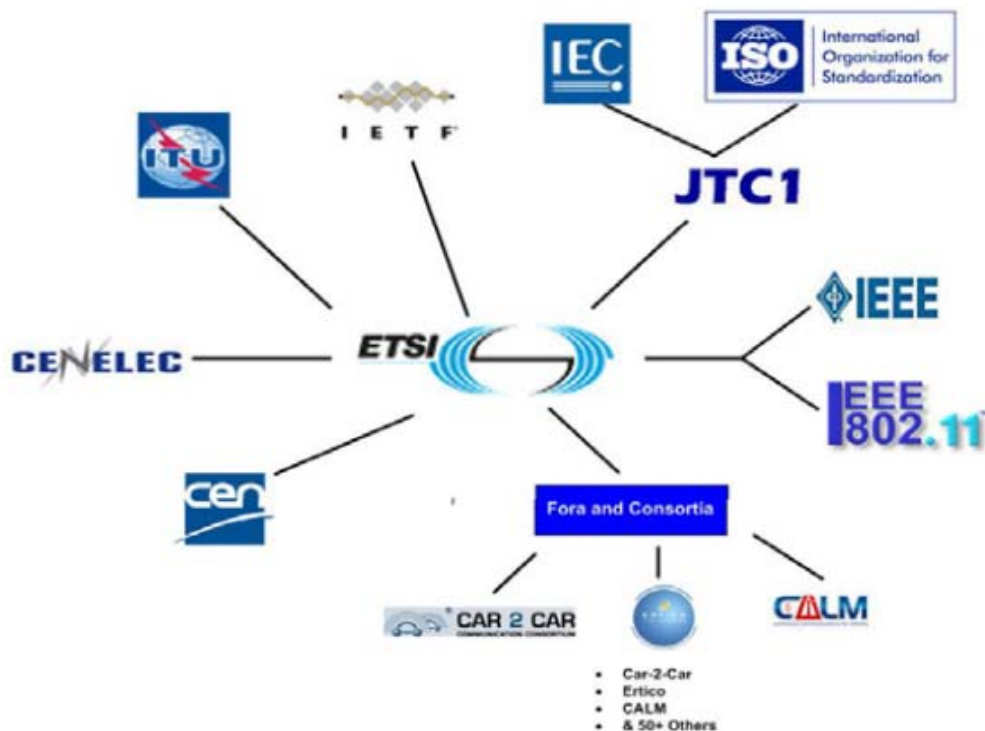 IEC
ISO
International
Organization for
Standardization
IETF
ITU
JTC1
IEEE
ETSI
CENELEC
IEEE
802.11
cen
Fora and Consortia
CAR 2 CAR
COMMUNICATION CONSORTIUM
CALM
• Car-2-Car
• Ertico
• CALM
• & 50+ Others